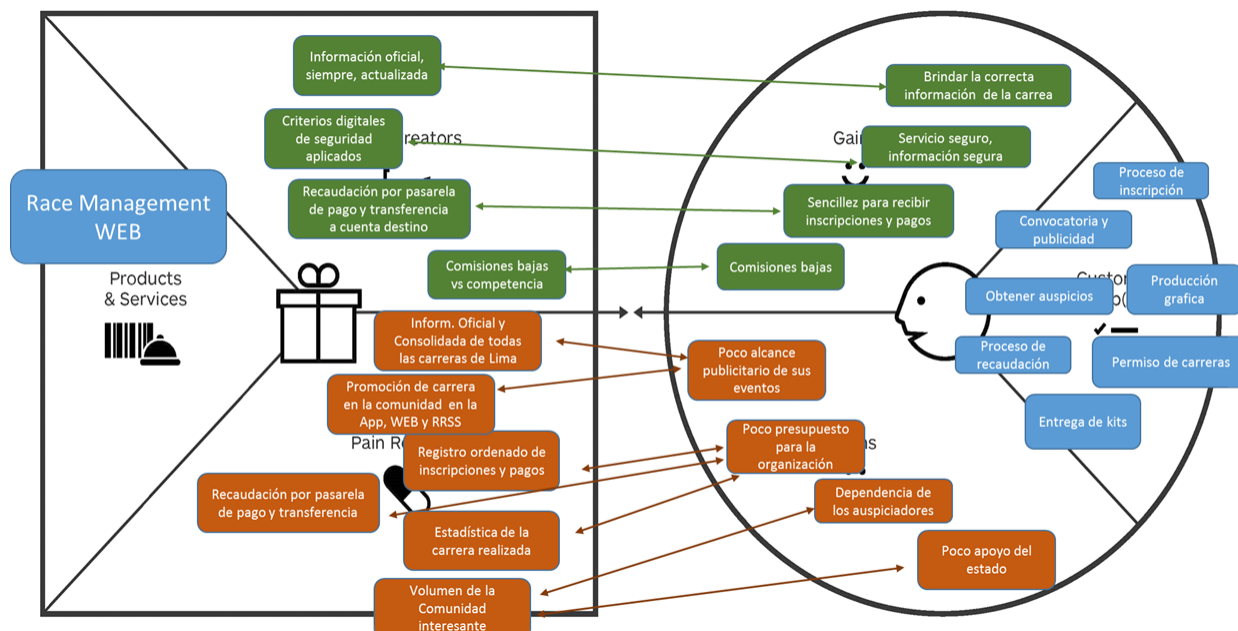 Información oficial,
siempre, actualizada
Criterios digitales
de seguridad
aplicados
reators
Recaudación por pasarela
de pago y transferencia
a cuenta destino
Race Management
WEB
Products
& Services
Comisiones bajas
vs competencia
Inform. Oficial y
Consolidada de todas
las carreras de Lima
Promoción de carrera
en la comunidad en la
App, WEB y RRSS
Pain Re
Registro ordenado de
inscripciones y pagos
Recaudación por pasarela
de pago y transferencia
Estadística de la
carrera realizada
Volumen de la
Comunidad
interesante
Brindar la correcta
información de la carrea
Gai
Servicio seguro,
información segura
Sencillez para recibir
inscripciones y pagos
Comisiones bajas
Poco alcance
publicitario de sus
eventos
Poco presupuesto
para la
organización
ns
Dependencia de
los auspiciadores
Poco apoyo del
estado
Proceso de
inscripción
Convocatoria y
publicidad
Custo
b(
Obtener auspicios
Producción
grafica
Proceso de
recaudación
Permiso de carreras
Entrega de kits